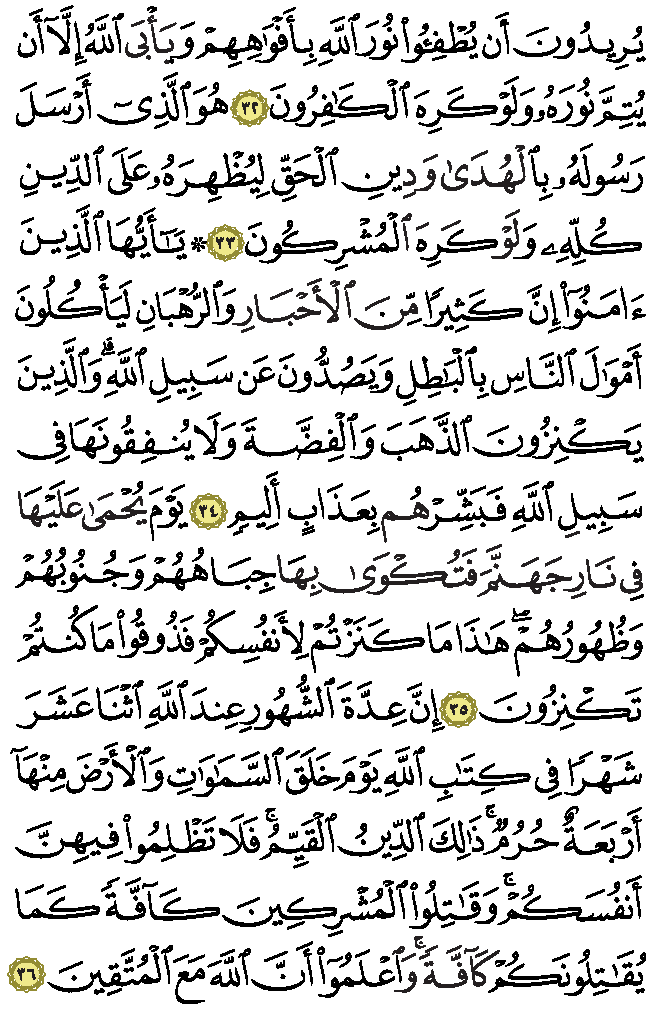 يُرِيدُونَ أَن يُطْفِـُٔوا۟ نُورَ ٱللَّهِ بِأَفْوَٰهِهِمْ وَيَأْبَى ٱللَّهُ إِلَّآ أَن
يُتِمَّ نُورَهُۥ وَلَوْ كَرِهَ ٱلْكَـٰفِرُونَ ٣٢ هُوَ ٱلَّذِىٓ أَرْسَلَ
رَسُولَهُۥ بِٱلْهُدَىٰ وَدِينِ ٱلْحَقِّ لِيُظْهِرَهُۥ عَلَى ٱلدِّينِ
كُلِّهِۦ وَلَوْ كَرِهَ ٱلْمُشْرِكُونَ ٣٣ * يَـٰٓأَيُّهَا ٱلَّذِينَ
ءَامَنُوٓا۟ إِنَّ كَثِيرًا مِّنَ ٱلْأَحْبَارِ وَٱلرُّهْبَانِ لَيَأْكُلُونَ
أَمْوَٰلَ ٱلنَّاسِ بِٱلْبَـٰطِلِ وَيَصُدُّونَ عَن سَبِيلِ ٱللَّهِ ۗ وَٱلَّذِينَ
يَكْنِزُونَ ٱلذَّهَبَ وَٱلْفِضَّةَ وَلَا يُنفِقُونَهَا فِى
سَبِيلِ ٱللَّهِ فَبَشِّرْهُم بِعَذَابٍ أَلِيمٍ ٣٤ يَوْمَ يُحْمَىٰ عَلَيْهَا
فِى نَارِ جَهَنَّمَ فَتُكْوَىٰ بِهَا جِبَاهُهُمْ وَجُنُوبُهُمْ
وَظُهُورُهُمْ ۖ هَـٰذَا مَا كَنَزْتُمْ لِأَنفُسِكُمْ فَذُوقُوا۟ مَا كُنتُمْ
تَكْنِزُونَ ٣٥ إِنَّ عِدَّةَ ٱلشُّهُورِ عِندَ ٱللَّهِ ٱثْنَا عَشَرَ
شَهْرًا فِى كِتَـٰبِ ٱللَّهِ يَوْمَ خَلَقَ ٱلسَّمَـٰوَٰتِ وَٱلْأَرْضَ مِنْهَآ
أَرْبَعَةٌ حُرُمٌ ۚ ذَٰلِكَ ٱلدِّينُ ٱلْقَيِّمُ ۚ فَلَا تَظْلِمُوا۟ فِيهِنَّ
أَنفُسَكُمْ ۚ وَقَـٰتِلُوا۟ ٱلْمُشْرِكِينَ كَآفَّةً كَمَا
يُقَـٰتِلُونَكُمْ كَآفَّةً ۚ وَٱعْلَمُوٓا۟ أَنَّ ٱللَّهَ مَعَ ٱلْمُتَّقِينَ ٣٦